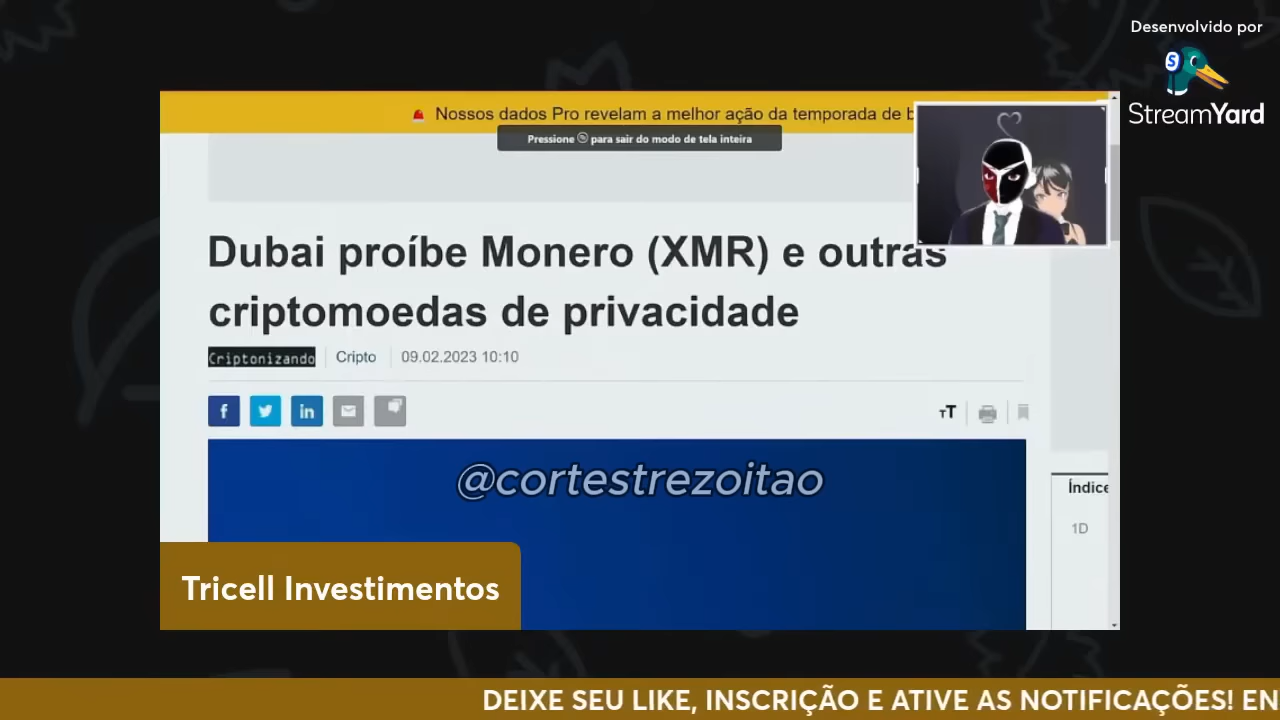 Desenvolvido por
StreamYard
Nossos dados Pro revelam a melhor ação da temporada de b
Pressione para sair do modo de tela inteira
Dubai proíbe Monero (XMR) e outras
criptomoedas de privacidade
Criptonizando
Cripto
09.02.2023 10:10
TT
@cortestrezoitao
Índice
1D
Tricell Investimentos
DEIXE SEU LIKE, INSCRIÇÃO E ATIVE AS NOTIFICAÇÕES! EN